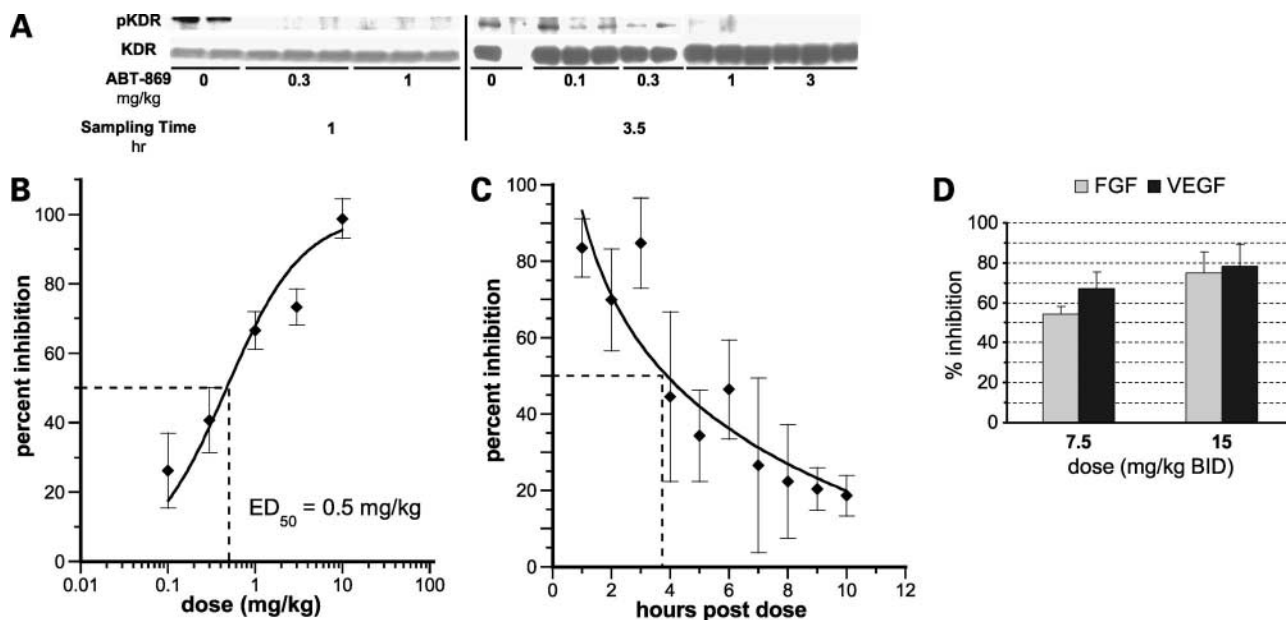 A
pKDR
KDR
ABT-869 0 0.3 1 0 0.1 0.3 1 3
mg/kg
Sampling Time 1 3.5
hr
B
percent inhibition
100
80
60
40
20
0
0.01 0.1 1 10 100
dose (mg/kg)
ED50 = 0.5 mg/kg
C
percent inhibition
100
80
60
40
20
0
0 2 4 6 8 10 12
hours post dose
D
FGF VEGF
% inhibition
100
80
60
40
20
0
7.5 15
dose (mg/kg BID)